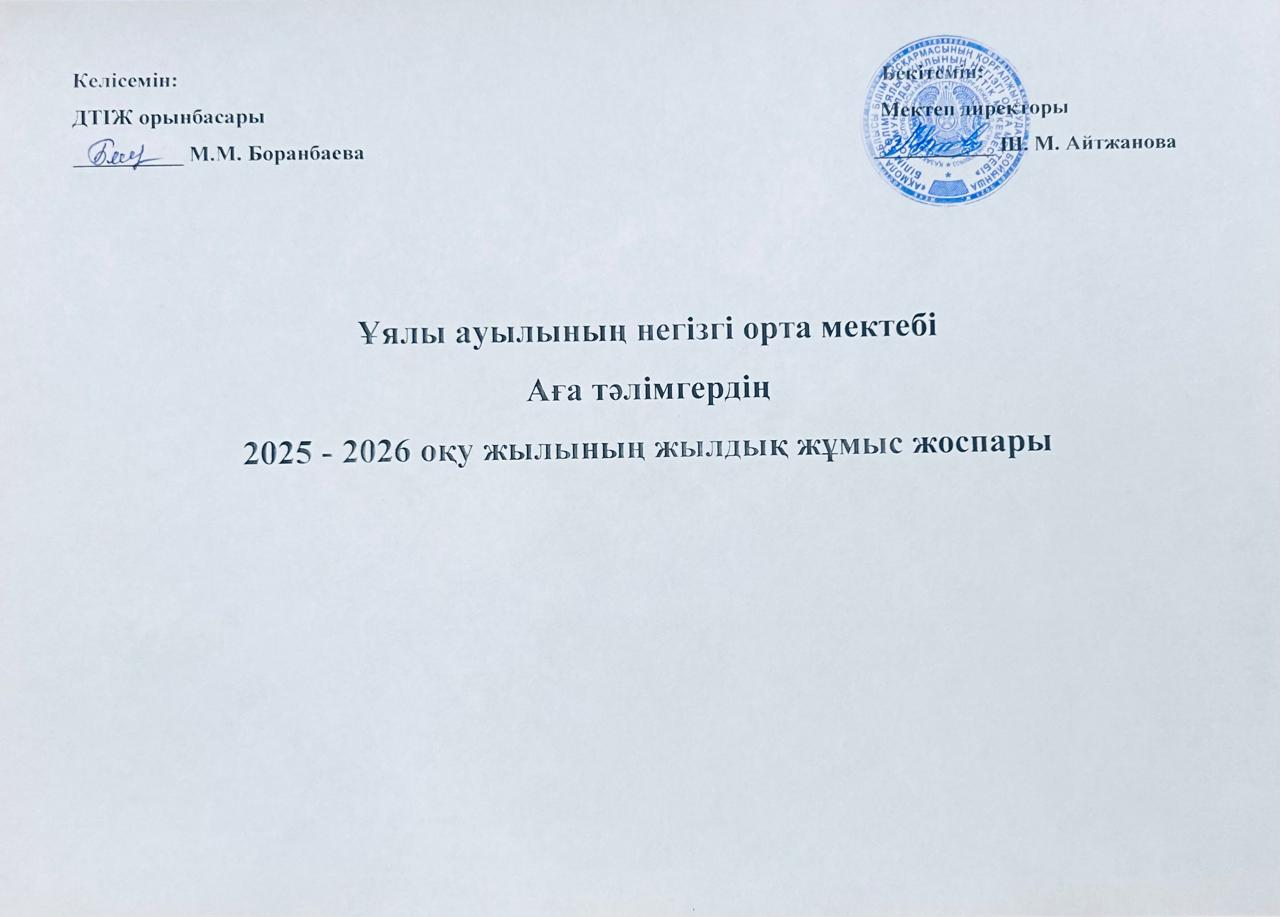 Келісемін:
ДТІЖ орынбасары
М.М. Боранбаева
Бекітемін:
Мектеп директоры
Ш. М. Айтжанова
Ұялы ауылының негізгі орта мектебі
Аға тәлімгердің
2025 - 2026 оқу жылының жылдық жұмыс жоспары